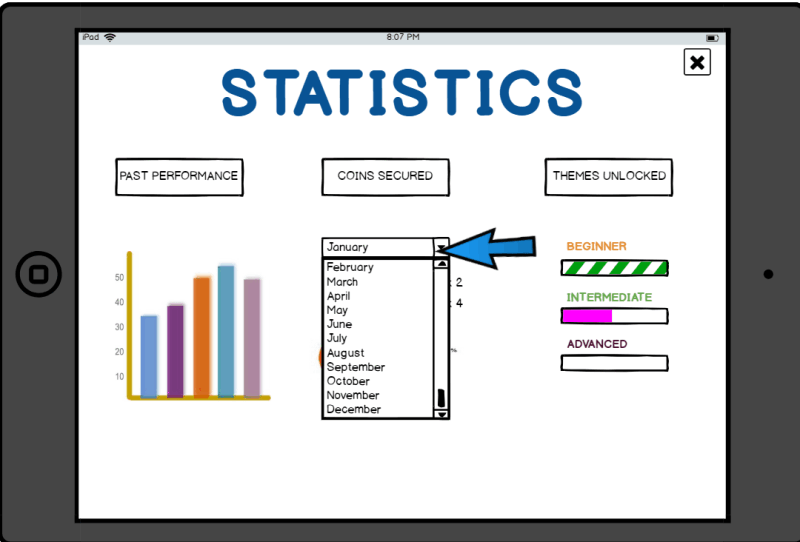 iPad 8:07 PM
STATISTICS
PAST PERFORMANCE
COINS SECURED
THEMES UNLOCKED
50
40
30
20
10
January
February
March
April
May
June
July
August
September
October
November
December
: 2
: 4
%
BEGINNER
INTERMEDIATE
ADVANCED